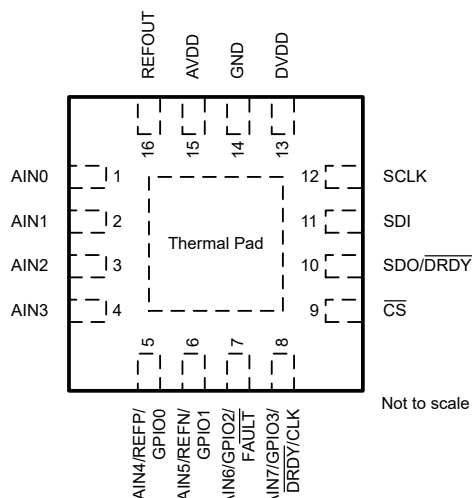 REFOUT
AVDD
GND
DVDD
16
15
14
13
AIN0
1
12
SCLK
AIN1
2
11
SDI
Thermal Pad
AIN2
3
10
SDO/DRDY
AIN3
4
9
CS
5
6
7
8
Not to scale
AIN4/REFP/
GPIO0
AIN5/REFN/
GPIO1
AIN6/GPIO2/
FAULT
AIN7/GPIO3/
DRDY/CLK